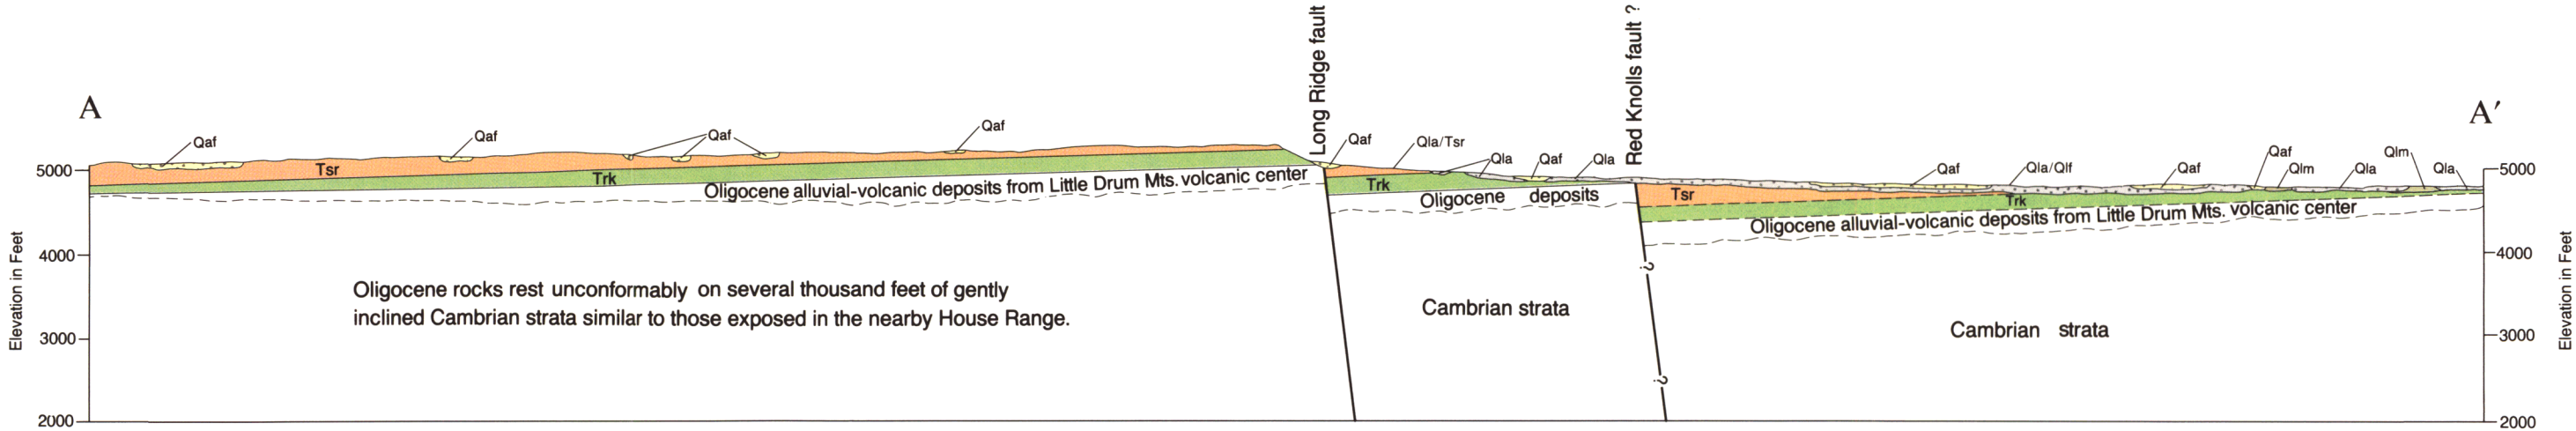 Long Ridge fault
Red Knolls fault ?
A
A′
Qaf
Qaf
Qaf
Qaf
Qaf
Qla/Tsr
Qla
Qaf
Qla
Qaf
Qla/Qlf
Qaf
Qaf
Qlm
Qla
Qlm
Qla
5000
Tsr
Trk
Oligocene alluvial-volcanic deposits from Little Drum Mts. volcanic center
Trk
Oligocene deposits
Tsr
Trk
Oligocene alluvial-volcanic deposits from Little Drum Mts. volcanic center
5000
4000
4000
Elevation in Feet
Elevation in Feet
?
Oligocene rocks rest unconformably on several thousand feet of gently
inclined Cambrian strata similar to those exposed in the nearby House Range.
Cambrian strata
Cambrian strata
3000
3000
?
2000
2000